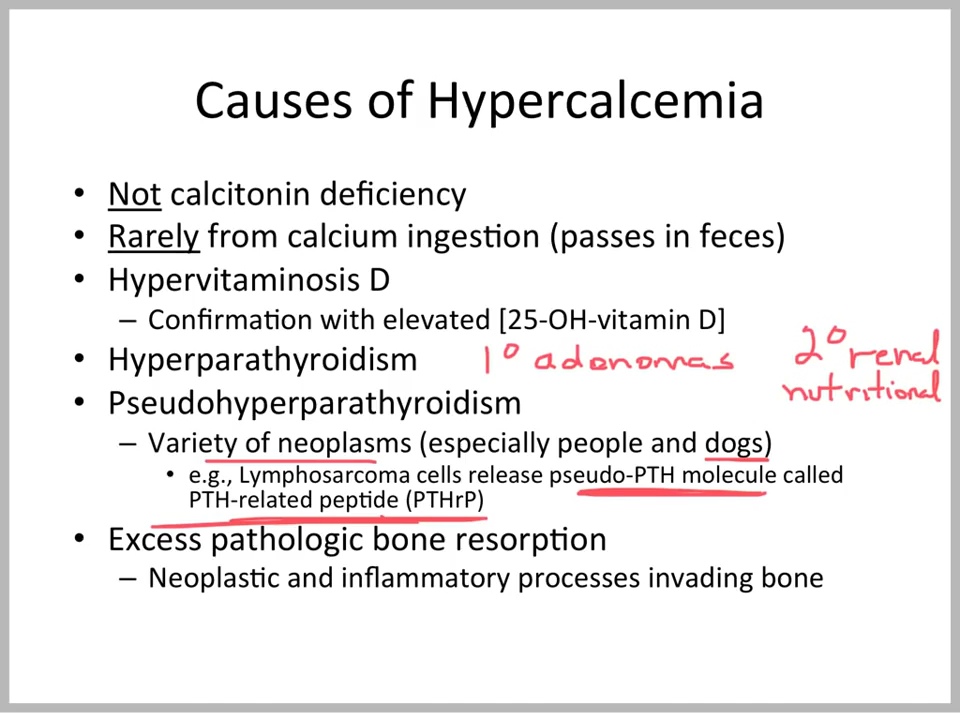 Causes of Hypercalcemia
• Not calcitonin deficiency
• Rarely from calcium ingestion (passes in feces)
• Hypervitaminosis D
– Confirmation with elevated [25-OH-vitamin D]
• Hyperparathyroidism 1° adenomas 2° renal
nutritional
• Pseudohyperparathyroidism
– Variety of neoplasms (especially people and dogs)
• e.g., Lymphosarcoma cells release pseudo-PTH molecule called
PTH-related peptide (PTHrP)
• Excess pathologic bone resorption
– Neoplastic and inflammatory processes invading bone